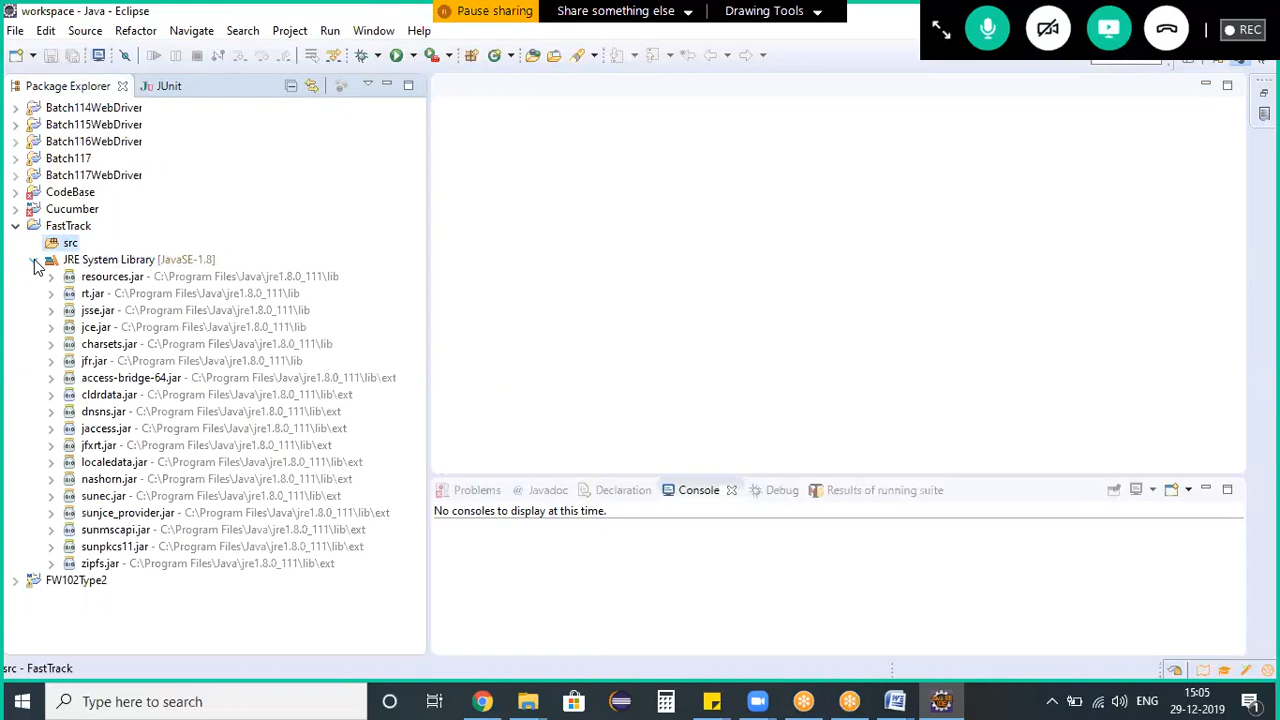 workspace - Java - Eclipse
Pause sharing
Share something else
Drawing Tools
REC
File Edit Source Refactor Navigate Search Project Run Window Help
Package Explorer
JUnit
Batch114WebDriver
Batch115WebDriver
Batch116WebDriver
Batch117
Batch117WebDriver
CodeBase
Cucumber
FastTrack
src
JRE System Library [JavaSE-1.8]
resources.jar - C:\Program Files\Java\jre1.8.0_111\lib
rt.jar - C:\Program Files\Java\jre1.8.0_111\lib
jsse.jar - C:\Program Files\Java\jre1.8.0_111\lib
jce.jar - C:\Program Files\Java\jre1.8.0_111\lib
charsets.jar - C:\Program Files\Java\jre1.8.0_111\lib
jfr.jar - C:\Program Files\Java\jre1.8.0_111\lib
access-bridge-64.jar - C:\Program Files\Java\jre1.8.0_111\lib\ext
cldrdata.jar - C:\Program Files\Java\jre1.8.0_111\lib\ext
dnsns.jar - C:\Program Files\Java\jre1.8.0_111\lib\ext
jaccess.jar - C:\Program Files\Java\jre1.8.0_111\lib\ext
jfxrt.jar - C:\Program Files\Java\jre1.8.0_111\lib\ext
localedata.jar - C:\Program Files\Java\jre1.8.0_111\lib\ext
nashorn.jar - C:\Program Files\Java\jre1.8.0_111\lib\ext
sunec.jar - C:\Program Files\Java\jre1.8.0_111\lib\ext
sunjce_provider.jar - C:\Program Files\Java\jre1.8.0_111\lib\ext
sunmscapi.jar - C:\Program Files\Java\jre1.8.0_111\lib\ext
sunpkcs11.jar - C:\Program Files\Java\jre1.8.0_111\lib\ext
zipfs.jar - C:\Program Files\Java\jre1.8.0_111\lib\ext
FW102Type2
Problems Javadoc Declaration Console Debug Results of running suite
No consoles to display at this time.
src - FastTrack
Type here to search
ENG
15:05
29-12-2019
1